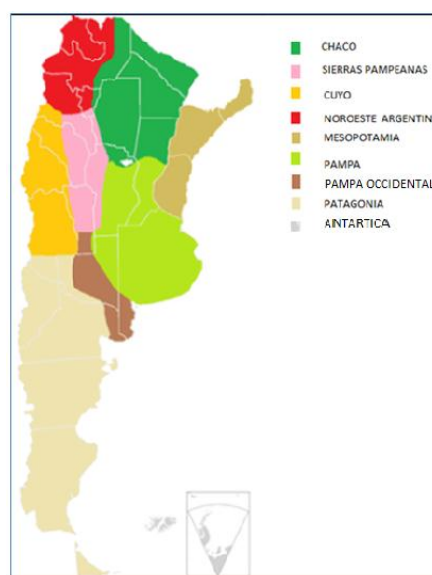 CHACO
SIERRAS PAMPEANAS
CUYO
NOROESTE ARGENTIN
MESOPOTAMIA
PAMPA
PAMPA OCCIDENTAL
PATAGONIA
AINTARTICA